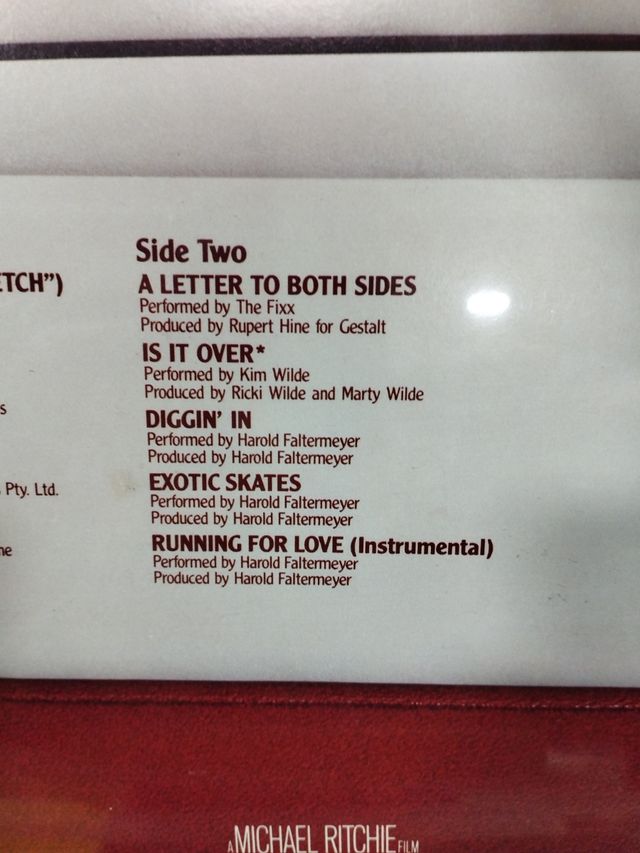 ETCH")
s
Pty. Ltd.
ne
Side Two
A LETTER TO BOTH SIDES
Performed by The Fixx
Produced by Rupert Hine for Gestalt
IS IT OVER*
Performed by Kim Wilde
Produced by Ricki Wilde and Marty Wilde
DIGGIN' IN
Performed by Harold Faltermeyer
Produced by Harold Faltermeyer
EXOTIC SKATES
Performed by Harold Faltermeyer
Produced by Harold Faltermeyer
RUNNING FOR LOVE (Instrumental)
Performed by Harold Faltermeyer
Produced by Harold Faltermeyer
A MICHAEL RITCHIE FILM